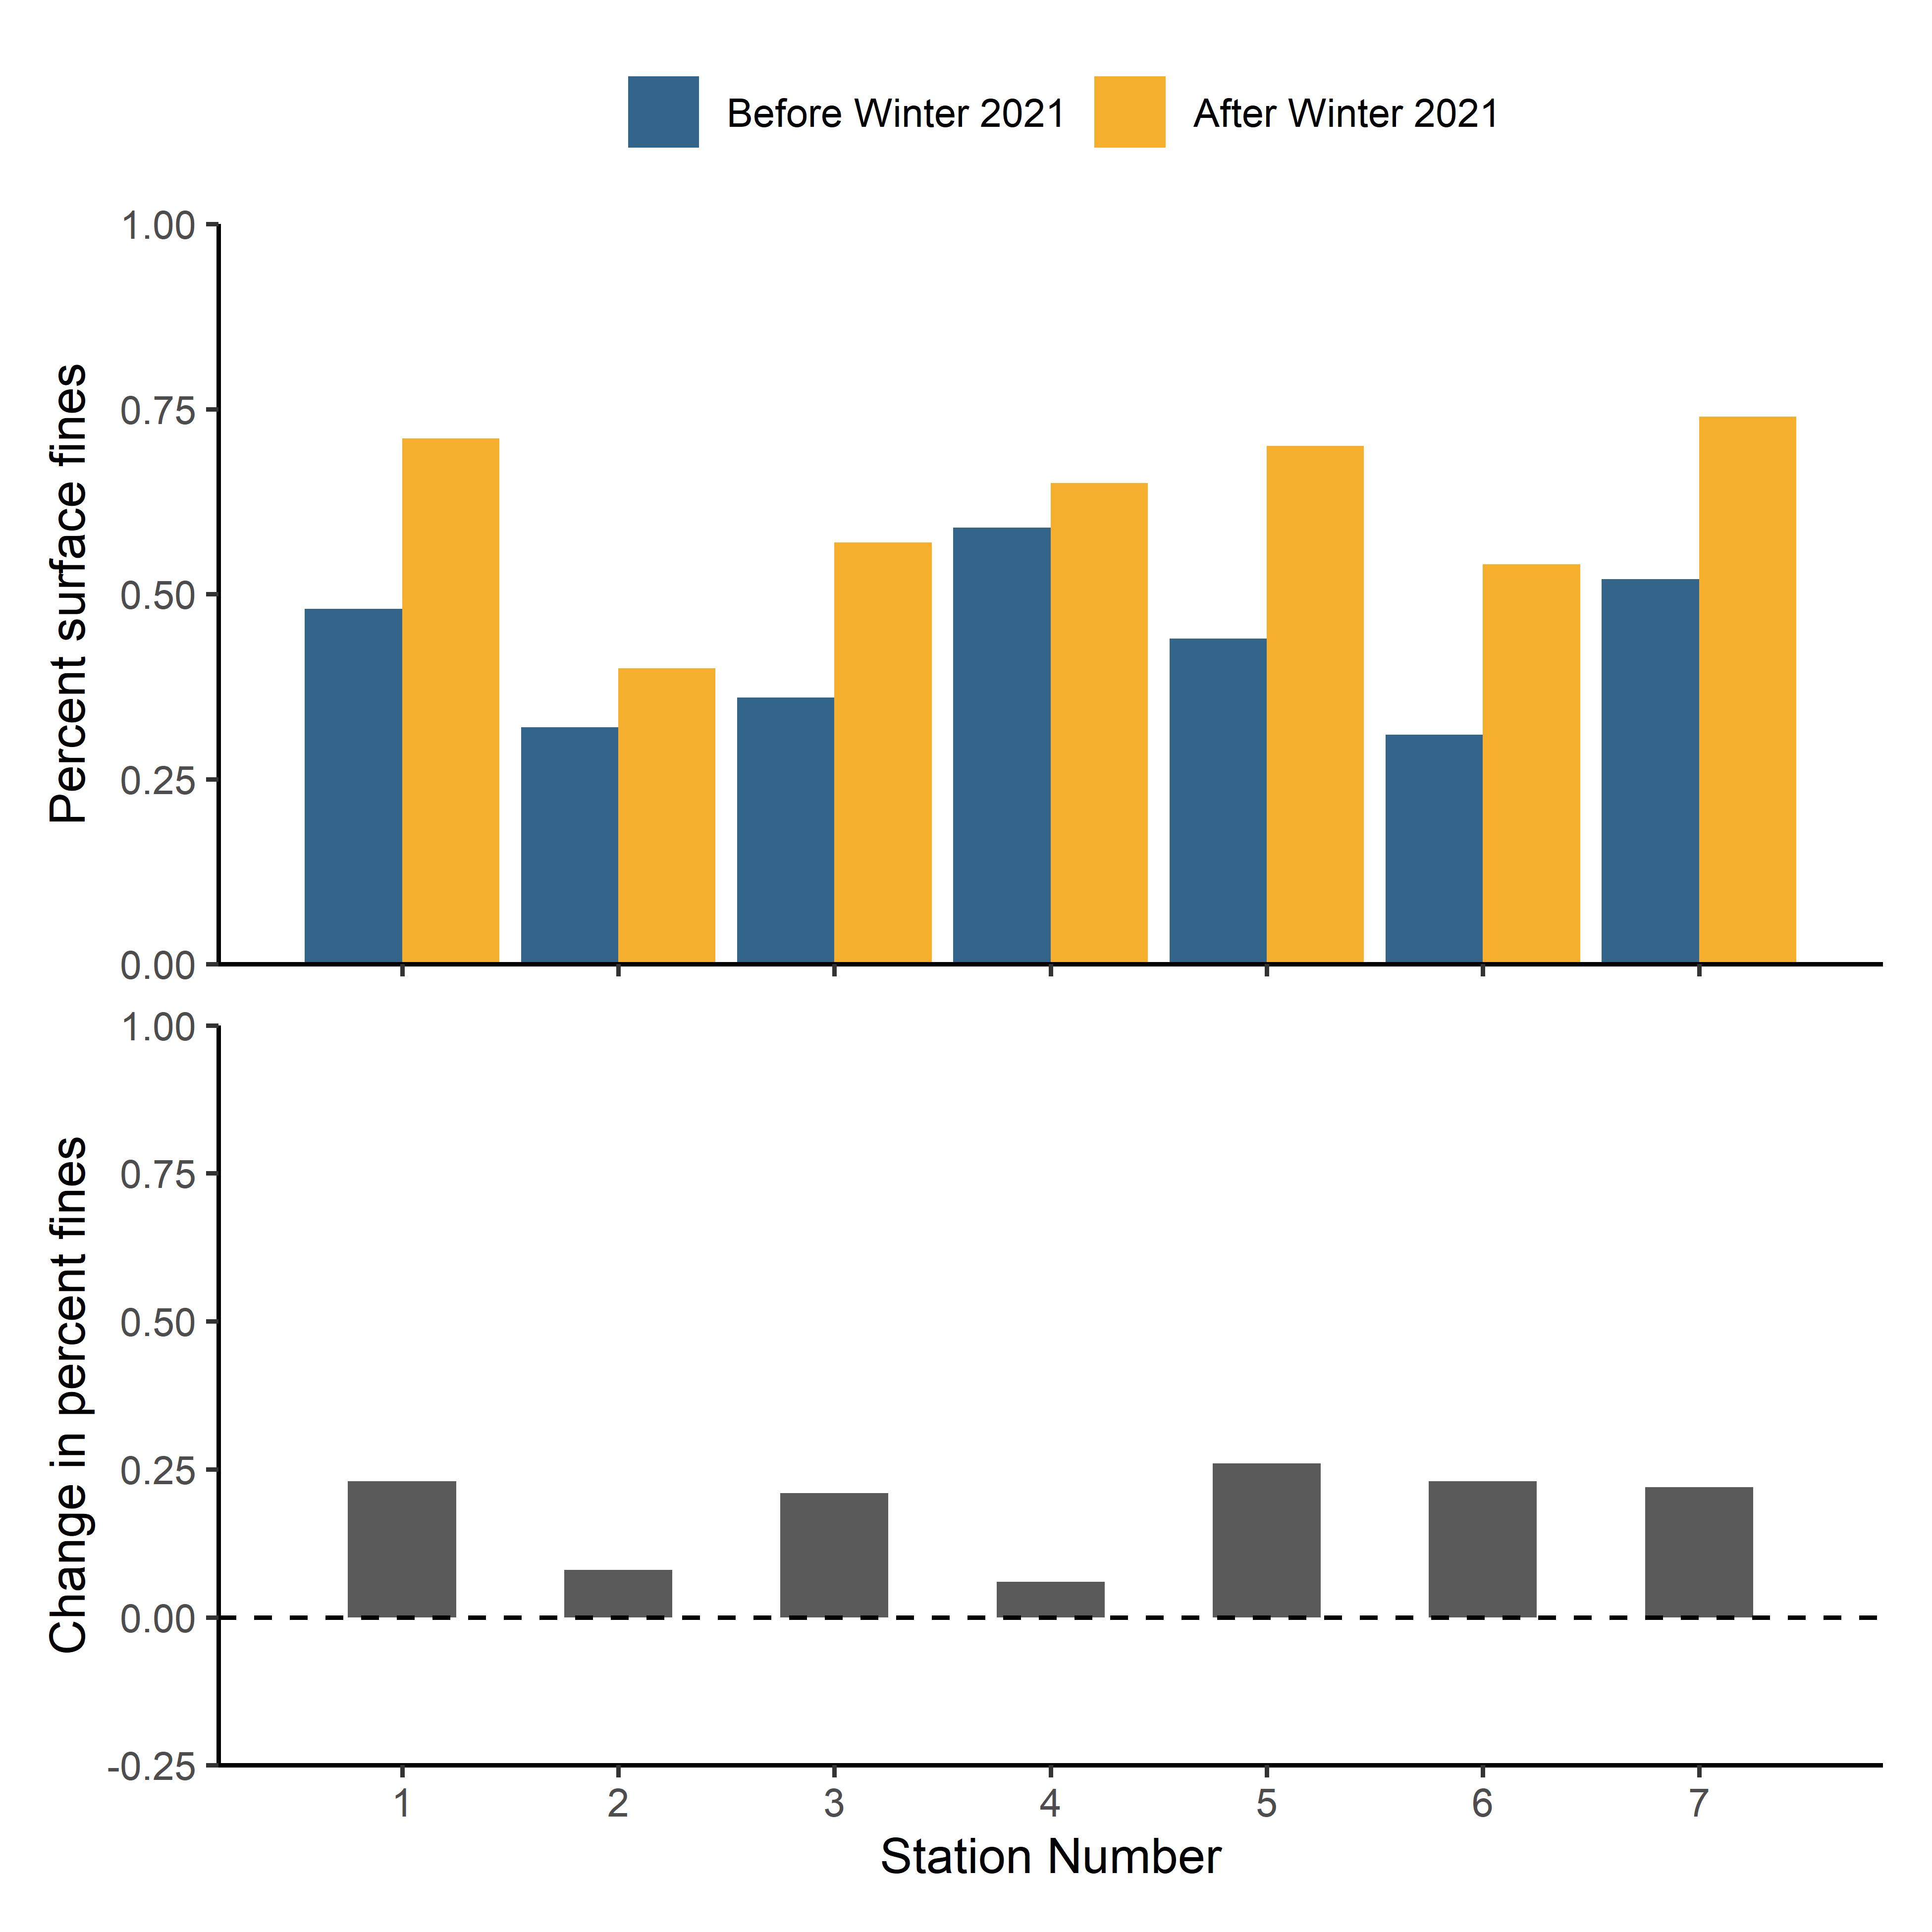 Before Winter 2021 After Winter 2021
Percent surface fines
1.00
0.75
0.50
0.25
0.00
Change in percent fines
1.00
0.75
0.50
0.25
0.00
-0.25
1 2 3 4 5 6 7
Station Number